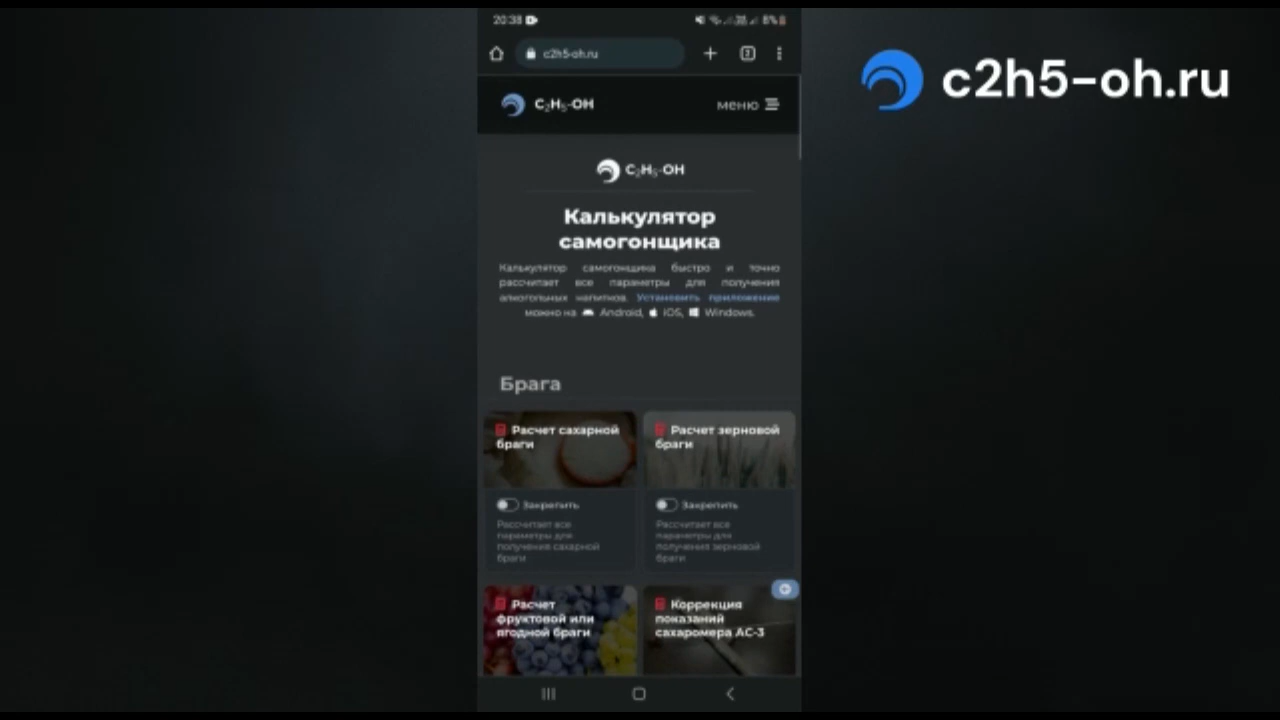 20:38
8%
c2h5-oh.ru
2
C₂H₅-OH
меню
c2h5-oh.ru
C₂H₅-OH
Калькулятор
самогонщика
Калькулятор самогонщика быстро и точно
рассчитает все параметры для получения
алкогольных напитков. Установить приложение
можно на Android, iOS, Windows.
Брага
Расчет сахарной
браги
Закрепить
Рассчитает все
параметры для
получения сахарной
браги
Расчет зерновой
браги
Закрепить
Рассчитает все
параметры для
получения зерновой
браги
Расчет
фруктовой или
ягодной браги
Коррекция
показаний
сахаромера АС-3